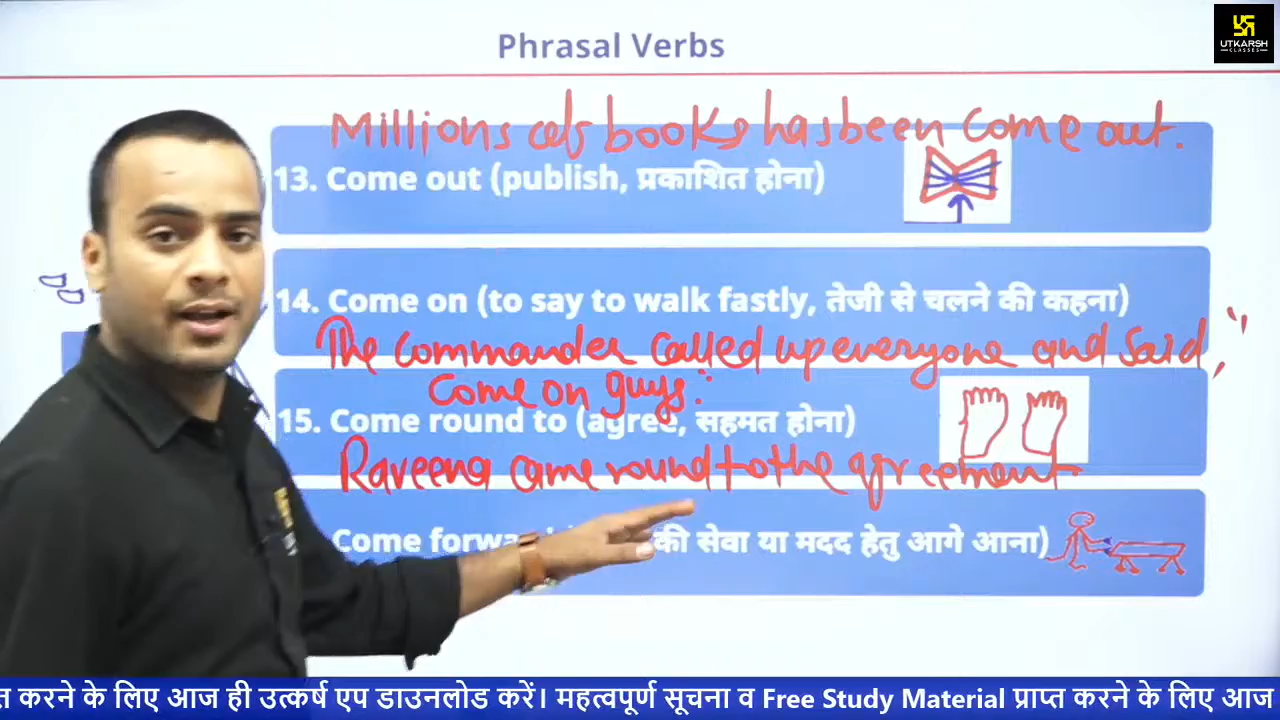 Phrasal Verbs
UTKARSH
CLASSES
Millions of books has been come out.
13. Come out (publish, प्रकाशित होना)
14. Come on (to say to walk fastly, तेजी से चलने की कहना)
The commander called up everyone and said,"
come on guys."
15. Come round to (agree, सहमत होना)
Raveena came round to the agreement
Come forwa की सेवा या मदद हेतु आगे आना)
त करने के लिए आज ही उत्कर्ष एप डाउनलोड करें। महत्वपूर्ण सूचना व Free Study Material प्राप्त करने के लिए आज